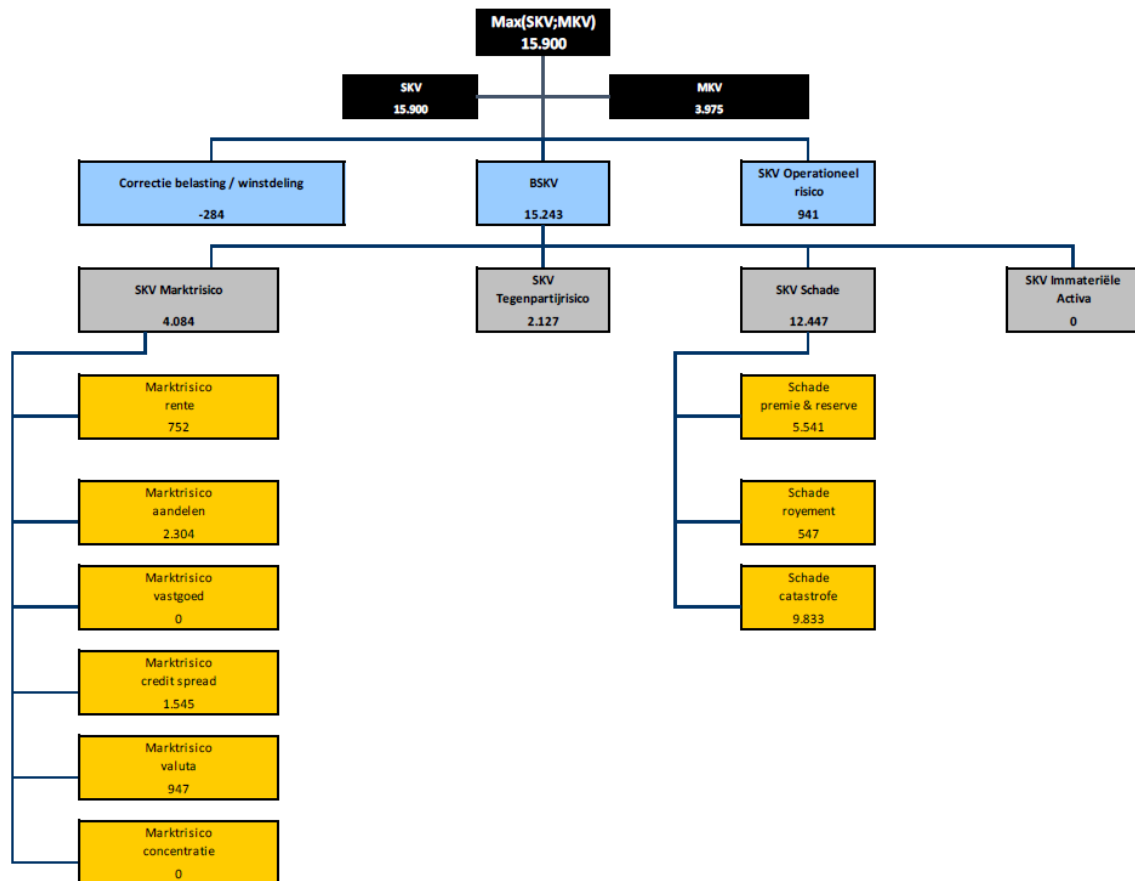 Max(SKV;MKV)
15.900
SKV
15.900
MKV
3.975
Correctie belasting / winstdeling
-284
BSKV
15.243
SKV Operationeel
risico
941
SKV Marktrisico
4.084
SKV
Tegenpartijrisico
2.127
SKV Schade
12.447
SKV Immateriële
Activa
0
Marktrisico
rente
752
Schade
premie & reserve
5.541
Marktrisico
aandelen
2.304
Schade
royement
547
Marktrisico
vastgoed
0
Schade
catastrofe
9.833
Marktrisico
credit spread
1.545
Marktrisico
valuta
947
Marktrisico
concentratie
0